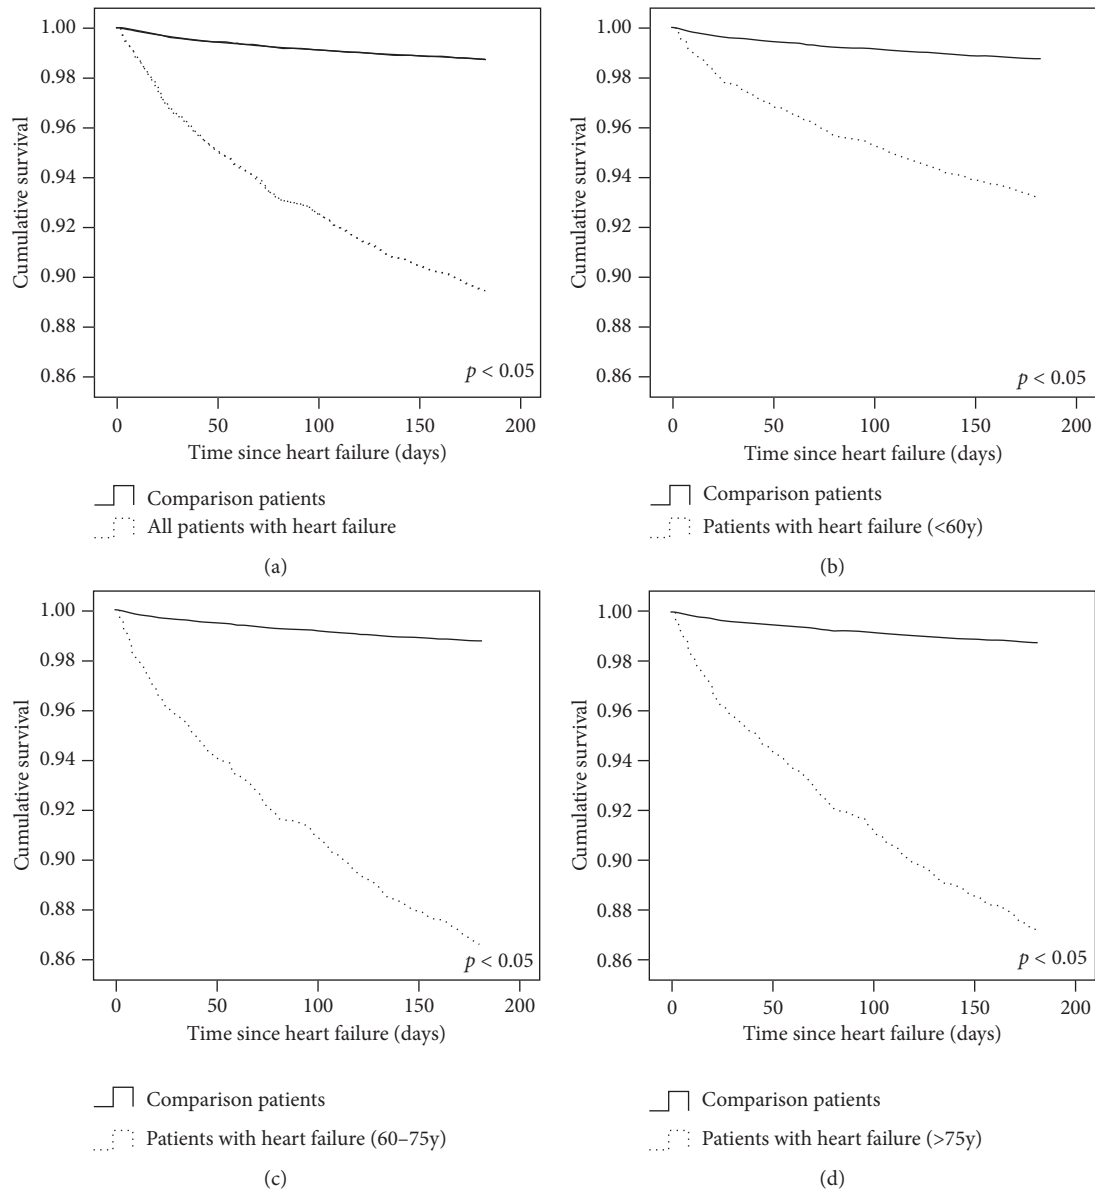 Cumulative survival
1.00
0.98
0.96
0.94
0.92
0.90
0.88
0.86
p < 0.05
0 50 100 150 200
Time since heart failure (days)
Comparison patients
All patients with heart failure
(a)
Cumulative survival
1.00
0.98
0.96
0.94
0.92
0.90
0.88
0.86
p < 0.05
0 50 100 150 200
Time since heart failure (days)
Comparison patients
Patients with heart failure (<60y)
(b)
Cumulative survival
1.00
0.98
0.96
0.94
0.92
0.90
0.88
0.86
p < 0.05
0 50 100 150 200
Time since heart failure (days)
Comparison patients
Patients with heart failure (60–75y)
(c)
Cumulative survival
1.00
0.98
0.96
0.94
0.92
0.90
0.88
0.86
p < 0.05
0 50 100 150 200
Time since heart failure (days)
Comparison patients
Patients with heart failure (>75y)
(d)